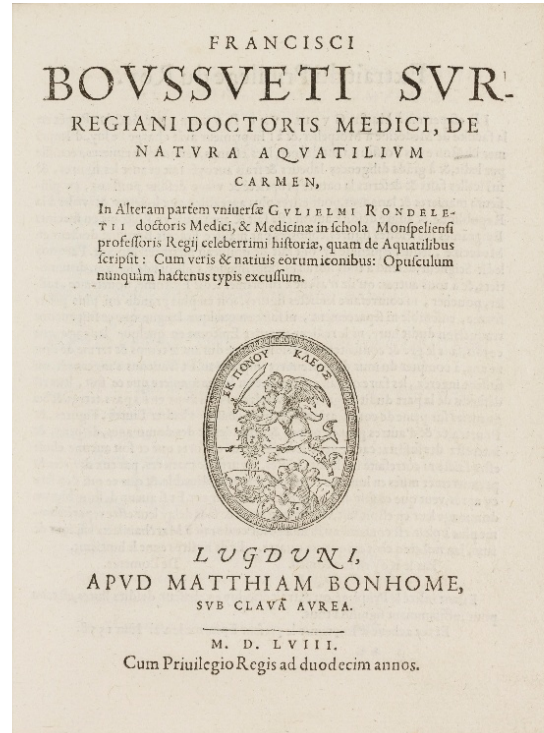 FRANCISCI
BOVSSVETI SVR-
REGIANI DOCTORIS MEDICI, DE
NATVRA AQVATILIVM
CARMEN,
In Alteram partem vniuersæ GVLIELMI RONDELE-
TII doctoris Medici, & Medicinæ in schola Monspeliensi
professoris Regij celeberrimi historiæ, quam de Aquatilibus
scripsit: Cum veris & natiuis eorum iconibus: Opusculum
nunquàm hactenus typis excussum.
ΕΚ ΠΟΝΟΥ ΚΛΕΟΣ
LVGDVNI,
APVD MATTHIAM BONHOME,
SVB CLAVA AVREA.
M. D. LVIII.
Cum Priuilegio Regis ad duodecim annos.